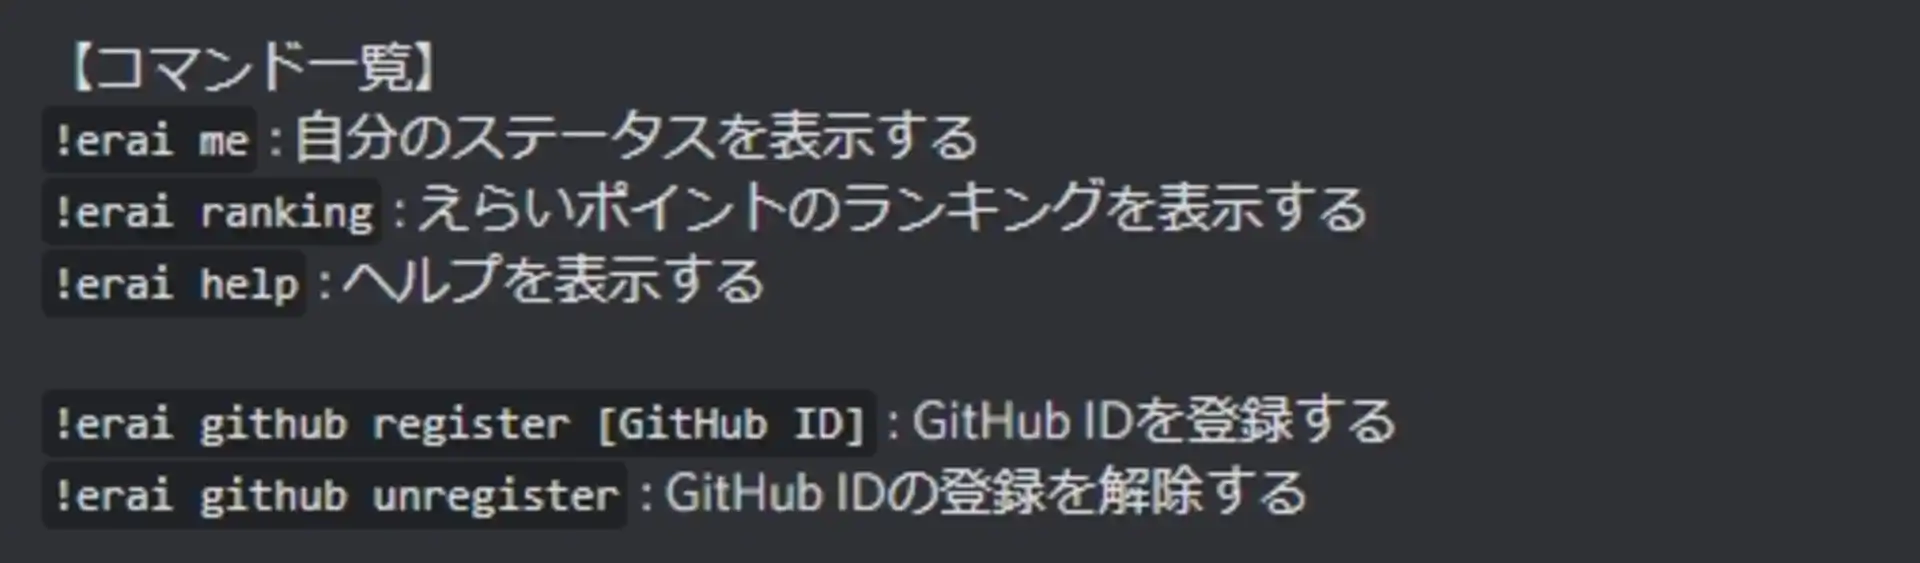 【コマンド一覧】
!erai me : 自分のステータスを表示する
!erai ranking : えらいポイントのランキングを表示する
!erai help : ヘルプを表示する
!erai github register [GitHub ID] : GitHub IDを登録する
!erai github unregister : GitHub IDの登録を解除する